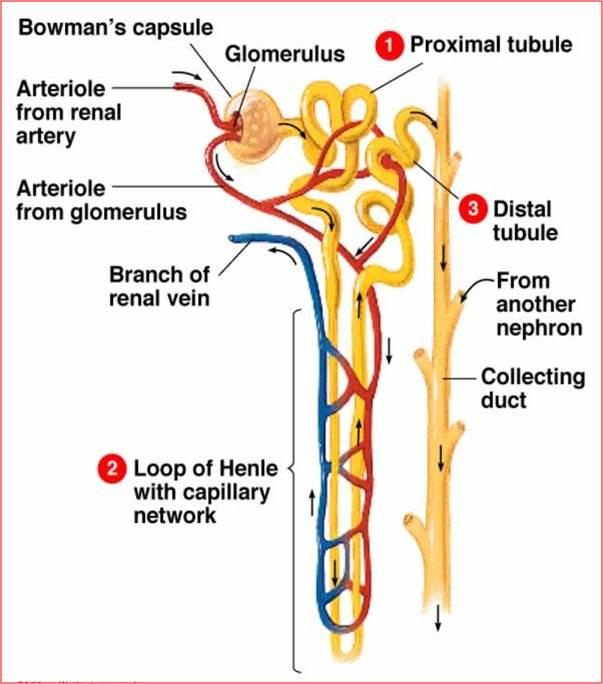 Bowman's capsule
Glomerulus
1 Proximal tubule
Arteriole
from renal
artery
Arteriole
from glomerulus
3 Distal
tubule
Branch of
renal vein
From
another
nephron
Collecting
duct
2 Loop of Henle
with capillary
network